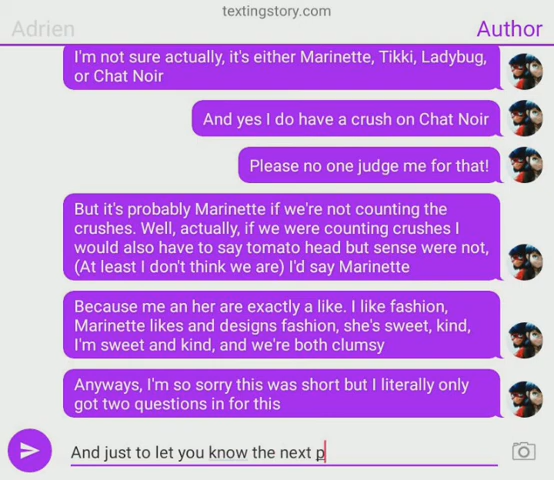 textingstory.com
Adrien
Author
I'm not sure actually, it's either Marinette, Tikki, Ladybug,
or Chat Noir
And yes I do have a crush on Chat Noir
Please no one judge me for that!
But it's probably Marinette if we're not counting the
crushes. Well, actually, if we were counting crushes I
would also have to say tomato head but sense were not,
(At least I don't think we are) I'd say Marinette
Because me an her are exactly a like. I like fashion,
Marinette likes and designs fashion, she's sweet, kind,
I'm sweet and kind, and we're both clumsy
Anyways, I'm so sorry this was short but I literally only
got two questions in for this
And just to let you know the next p